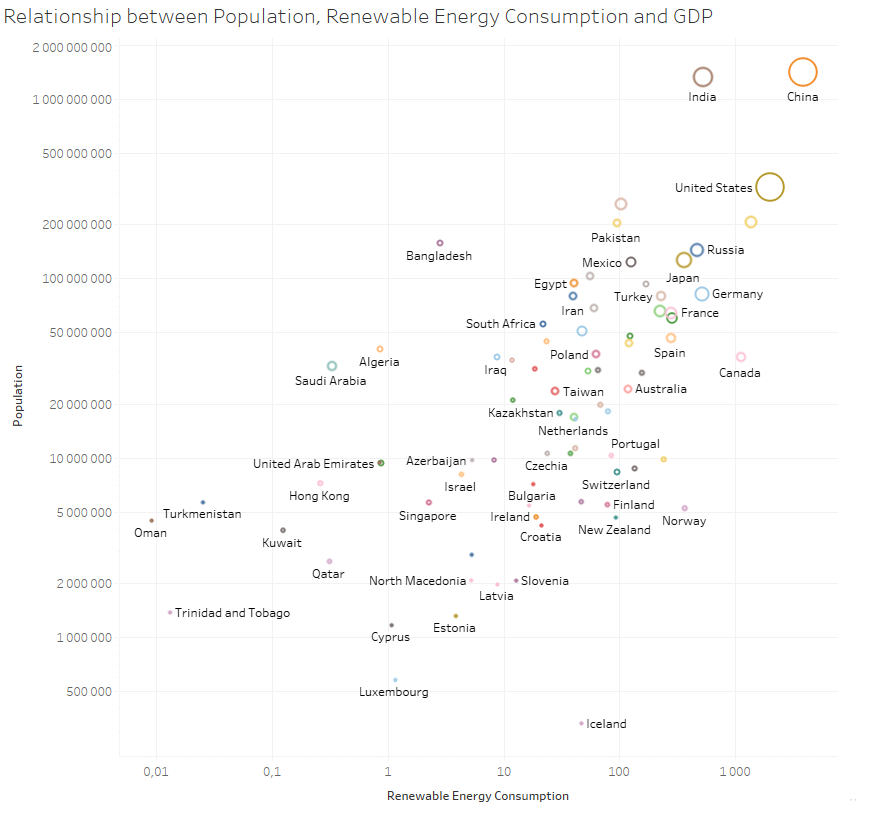 Relationship between Population, Renewable Energy Consumption and GDP
2 000 000 000
1 000 000 000
India
China
500 000 000
United States
200 000 000
Pakistan
Bangladesh
Russia
Mexico
Japan
100 000 000
Egypt
Turkey
Germany
Iran
France
South Africa
50 000 000
Algeria
Poland
Spain
Iraq
Canada
Saudi Arabia
Taiwan
Australia
20 000 000
Kazakhstan
Netherlands
Portugal
10 000 000
United Arab Emirates
Azerbaijan
Czechia
Israel
Switzerland
Hong Kong
Bulgaria
Turkmenistan
5 000 000
Singapore
Ireland
Finland
Norway
Oman
Kuwait
Croatia
New Zealand
Qatar
2 000 000
North Macedonia
Slovenia
Latvia
Trinidad and Tobago
1 000 000
Cyprus
Estonia
500 000
Luxembourg
Iceland
Population
0,01
0,1
1
10
100
1 000
Renewable Energy Consumption